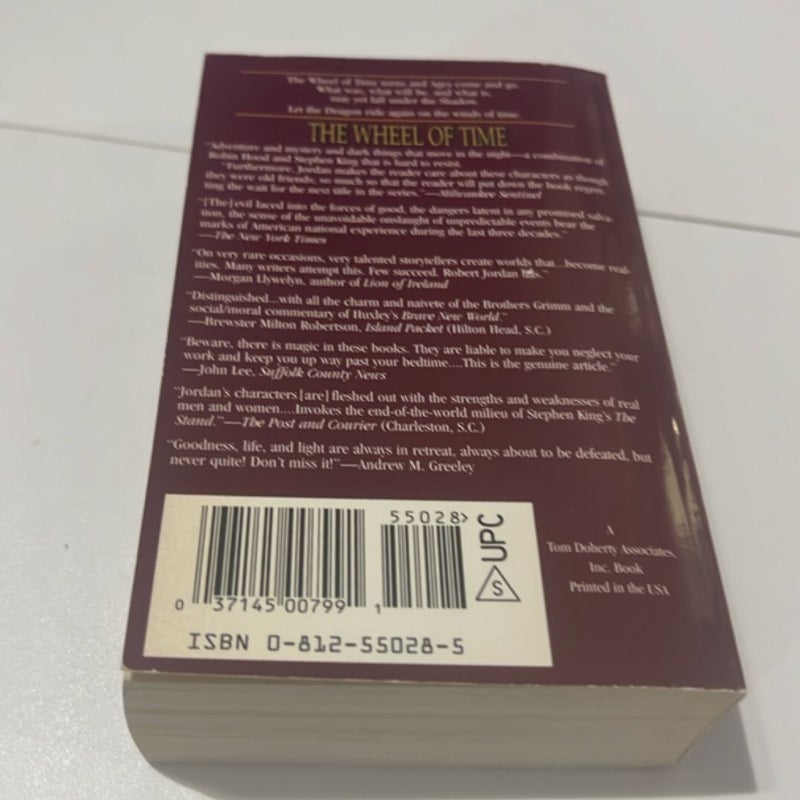 The Wheel of Time turns and Ages come and go.
What was, what will be, and what is,
may yet fall under the Shadow.
Let the Dragon ride again on the winds of time.
THE WHEEL OF TIME
"Adventure and mystery and dark things that move in the night—a combination of
Robin Hood and Stephen King that is hard to resist.
"Furthermore, Jordan makes the reader care about these characters as though
they were old friends; so much so that the reader will put down the book regret-
ting the wait for the next title in the series."—Milwaukee Sentinel
"[The] evil laced into the forces of good, the dangers latent in any promised salva-
tion, the sense of the unavoidable onslaught of unpredictable events bear the
marks of American national experience during the last three decades."
—The New York Times
"On very rare occasions, very talented storytellers create worlds that...become real-
ities. Many writers attempt this. Few succeed. Robert Jordan
—Morgan Llywelyn, author of Lion of Ireland
"Distinguished...with all the charm and naivete of the Brothers Grimm and the
social/moral commentary of Huxley's Brave New World."
—Brewster Milton Robertson, Island Packet (Hilton Head, S.C.)
"Beware, there is magic in these books. They are liable to make you neglect your
work and keep you up way past your bedtime....This is the genuine article."
—John Lee, Suffolk County News
"Jordan's characters [are] fleshed out with the strengths and weaknesses of real
men and women....Invokes the end-of-the-world milieu of Stephen King's The
Stand."—The Post and Courier (Charleston, S.C.)
"Goodness, life, and light are always in retreat, always about to be defeated, but
never quite! Don't miss it!"—Andrew M. Greeley
55028>
UPC
S
0 37145 00799 1
ISBN 0-812-55028-5
A
Tom Doherty Associates,
Inc. Book
Printed in the USA